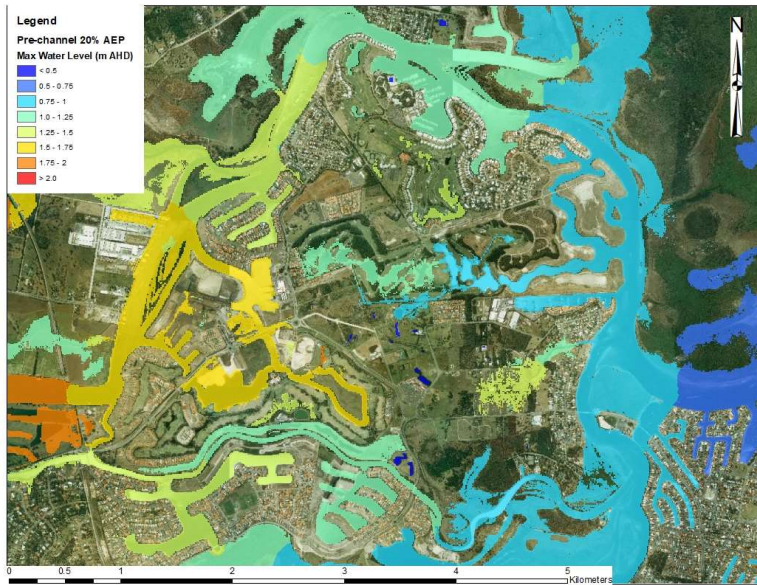 Legend
Pre-channel 20% AEP
Max Water Level (m AHD)
< 0.5
0.5 - 0.75
0.75 - 1
1.0 - 1.25
1.25 - 1.5
1.5 - 1.75
1.75 - 2
> 2.0
N
0 0.5 1 2 3 4 5
Kilometers